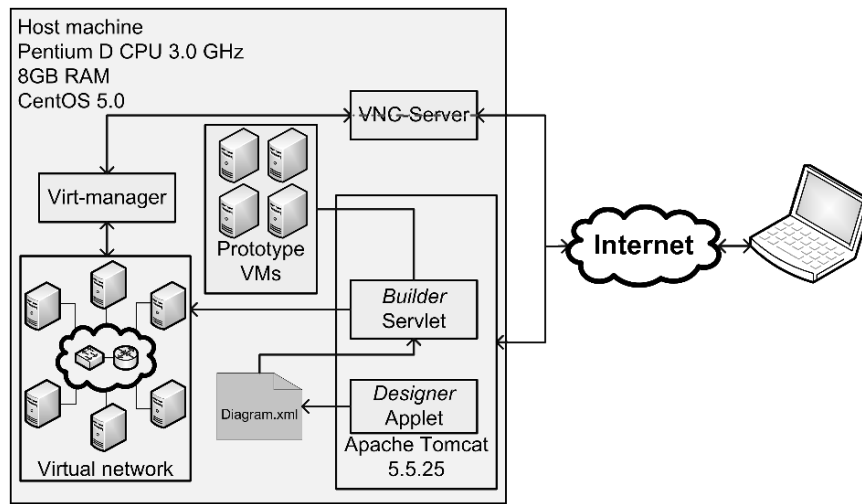 Host machine
Pentium D CPU 3.0 GHz
8GB RAM
CentOS 5.0
VNC-Server
Virt-manager
Prototype
VMs
Internet
Builder
Servlet
Diagram.xml
Designer
Applet
Apache Tomcat
5.5.25
Virtual network